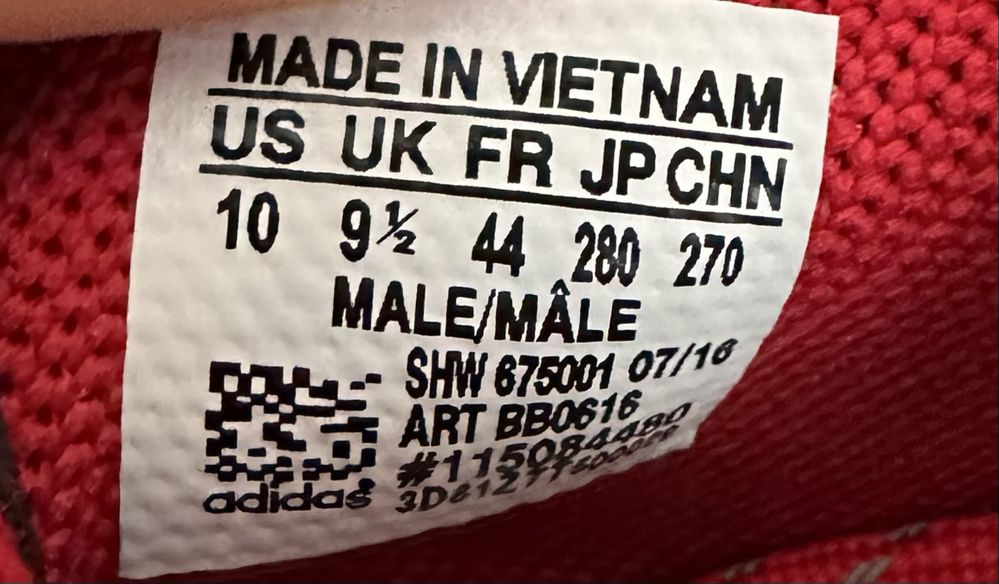 MADE IN VIETNAM
US UK FR JP CHN
10 9½ 44 280 270
MALE/MÂLE
SHW 675001 07/16
ART BB0616
#115084480
adidas